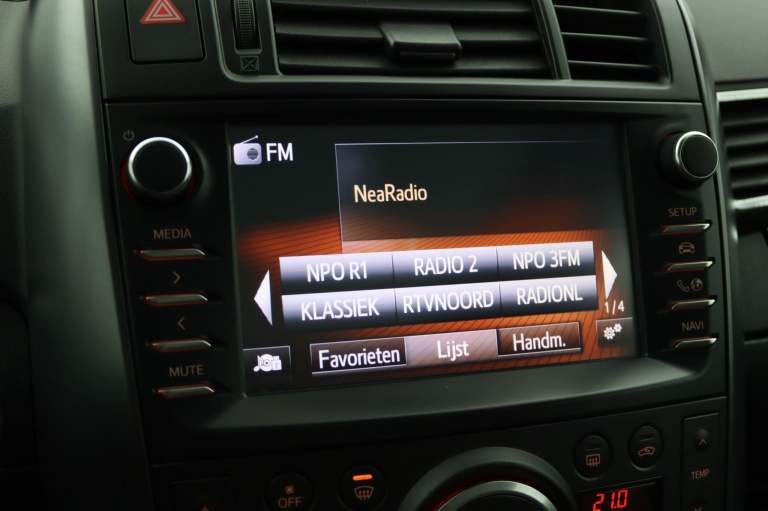 FM
NeaRadio
MEDIA
SETUP
NPO R1 RADIO 2 NPO 3FM
KLASSIEK RTVNOORD RADIONL
1/4
NAVI
Favorieten Lijst Handm.
MUTE
TEMP
OFF
21.0